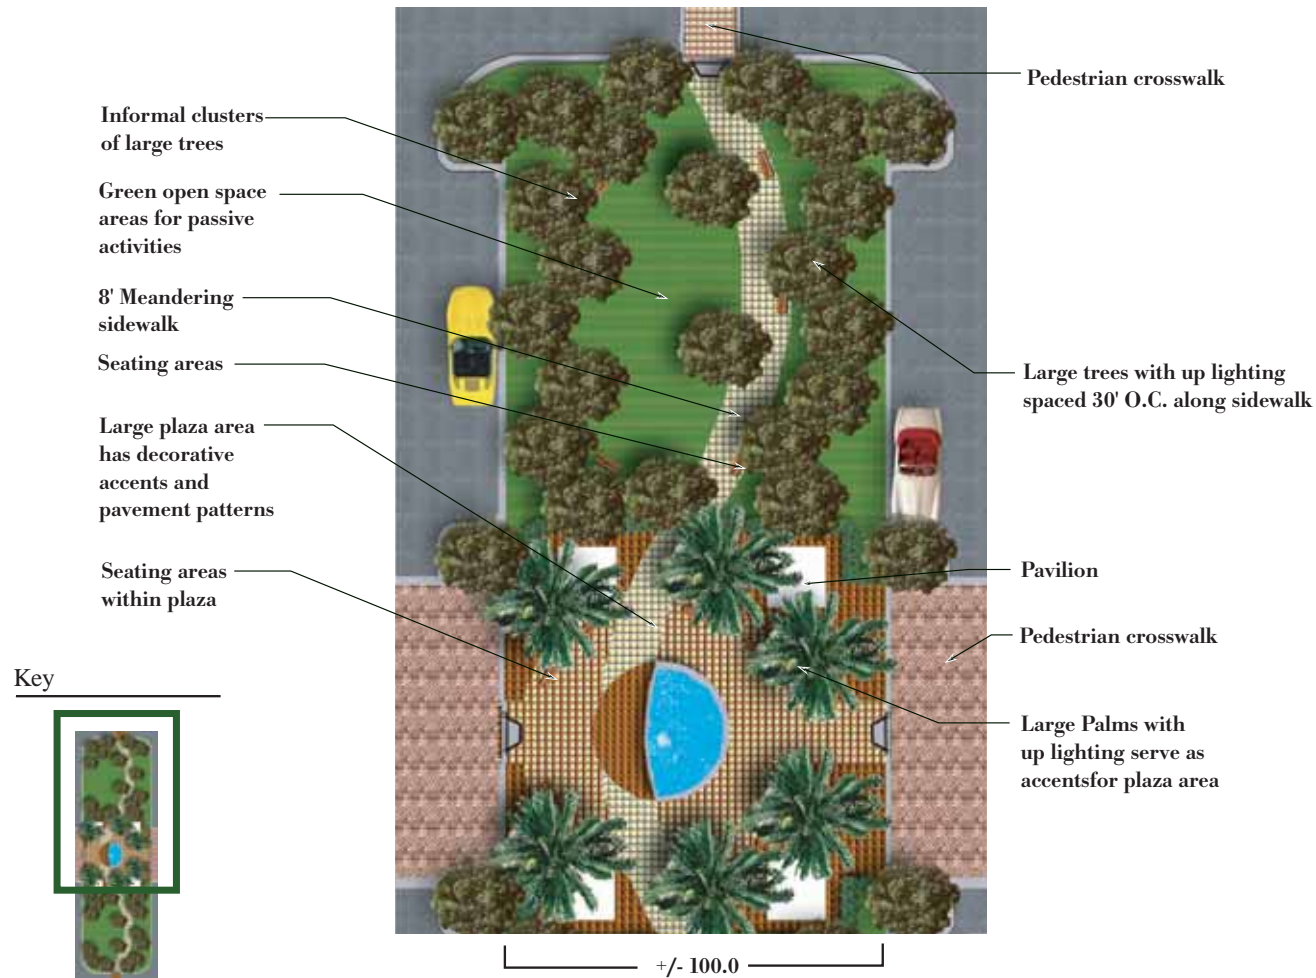 Informal clusters
of large trees
Green open space
areas for passive
activities
8' Meandering
sidewalk
Seating areas
Large plaza area
has decorative
accents and
pavement patterns
Seating areas
within plaza
Key
Pedestrian crosswalk
Large trees with up lighting
spaced 30' O.C. along sidewalk
Pavilion
Pedestrian crosswalk
Large Palms with
up lighting serve as
accentsfor plaza area
+/- 100.0